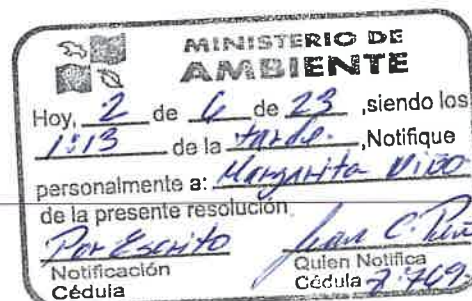 MINISTERIO DE
AMBIENTE
Hoy, 2 de 6 de 23 ,siendo los
1:13 de la tarde. ,Notifique
personalmente a: Margarita
de la presente resolución.
Por Escrito Juan C.
Notificación Quien Notifica
Cédula Cédula